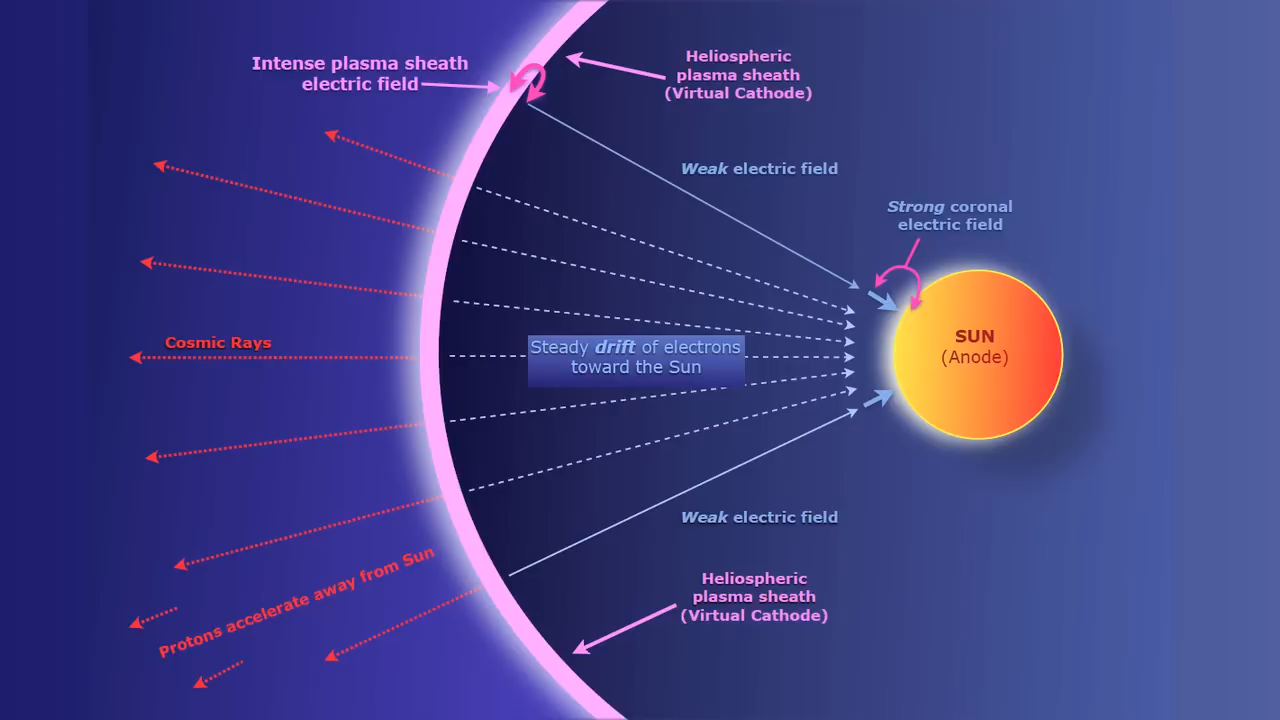 Intense plasma sheath
electric field
Heliospheric
plasma sheath
(Virtual Cathode)
Weak electric field
Strong coronal
electric field
SUN
(Anode)
Cosmic Rays
Steady drift of electrons
toward the Sun
Weak electric field
Protons accelerate away from Sun
Heliospheric
plasma sheath
(Virtual Cathode)